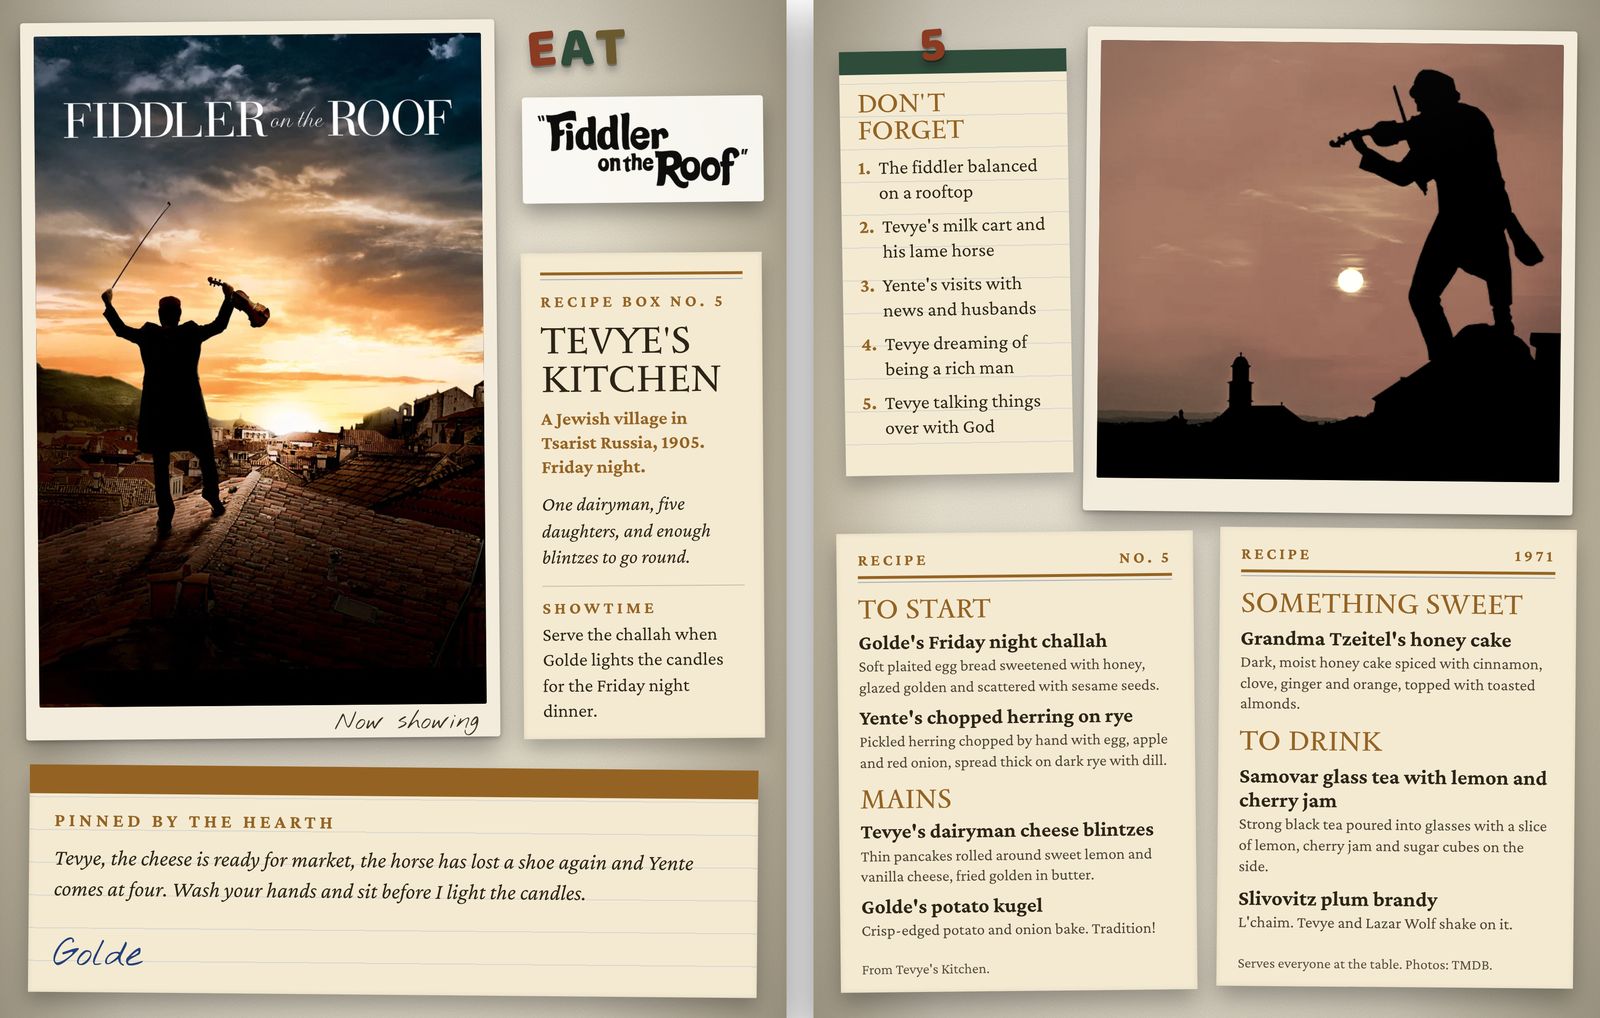 FIDDLER on the ROOF
Now showing
EAT
"Fiddler
on the Roof"
RECIPE BOX NO. 5
TEVYE'S
KITCHEN
A Jewish village in
Tsarist Russia, 1905.
Friday night.
One dairyman, five
daughters, and enough
blintzes to go round.
SHOWTIME
Serve the challah when
Golde lights the candles
for the Friday night
dinner.
PINNED BY THE HEARTH
Tevye, the cheese is ready for market, the horse has lost a shoe again and Yente
comes at four. Wash your hands and sit before I light the candles.
Golde
5
DON'T
FORGET
1. The fiddler balanced
on a rooftop
2. Tevye's milk cart and
his lame horse
3. Yente's visits with
news and husbands
4. Tevye dreaming of
being a rich man
5. Tevye talking things
over with God
RECIPE NO. 5
TO START
Golde's Friday night challah
Soft plaited egg bread sweetened with honey,
glazed golden and scattered with sesame seeds.
Yente's chopped herring on rye
Pickled herring chopped by hand with egg, apple
and red onion, spread thick on dark rye with dill.
MAINS
Tevye's dairyman cheese blintzes
Thin pancakes rolled around sweet lemon and
vanilla cheese, fried golden in butter.
Golde's potato kugel
Crisp-edged potato and onion bake. Tradition!
From Tevye's Kitchen.
RECIPE 1971
SOMETHING SWEET
Grandma Tzeitel's honey cake
Dark, moist honey cake spiced with cinnamon,
clove, ginger and orange, topped with toasted
almonds.
TO DRINK
Samovar glass tea with lemon and
cherry jam
Strong black tea poured into glasses with a slice
of lemon, cherry jam and sugar cubes on the
side.
Slivovitz plum brandy
L'chaim. Tevye and Lazar Wolf shake on it.
Serves everyone at the table. Photos: TMDB.